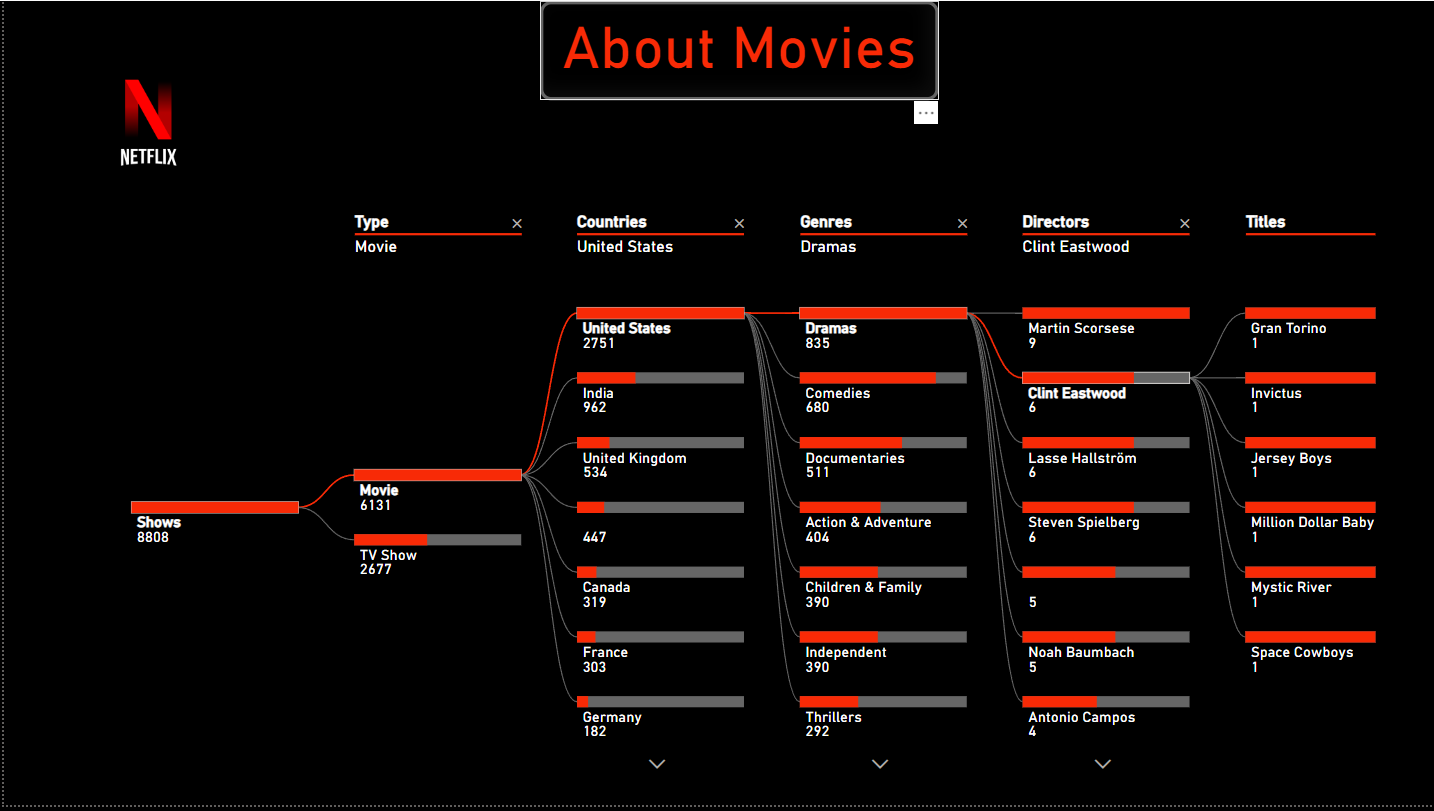 About Movies
...
NETFLIX
Type ×
Movie
Countries ×
United States
Genres ×
Dramas
Directors ×
Clint Eastwood
Titles
Shows
8808
Movie
6131
TV Show
2677
United States
2751
India
962
United Kingdom
534
447
Canada
319
France
303
Germany
182
Dramas
835
Comedies
680
Documentaries
511
Action & Adventure
404
Children & Family
390
Independent
390
Thrillers
292
Martin Scorsese
9
Clint Eastwood
6
Lasse Hallström
6
Steven Spielberg
6
5
Noah Baumbach
5
Antonio Campos
4
Gran Torino
1
Invictus
1
Jersey Boys
1
Million Dollar Baby
1
Mystic River
1
Space Cowboys
1